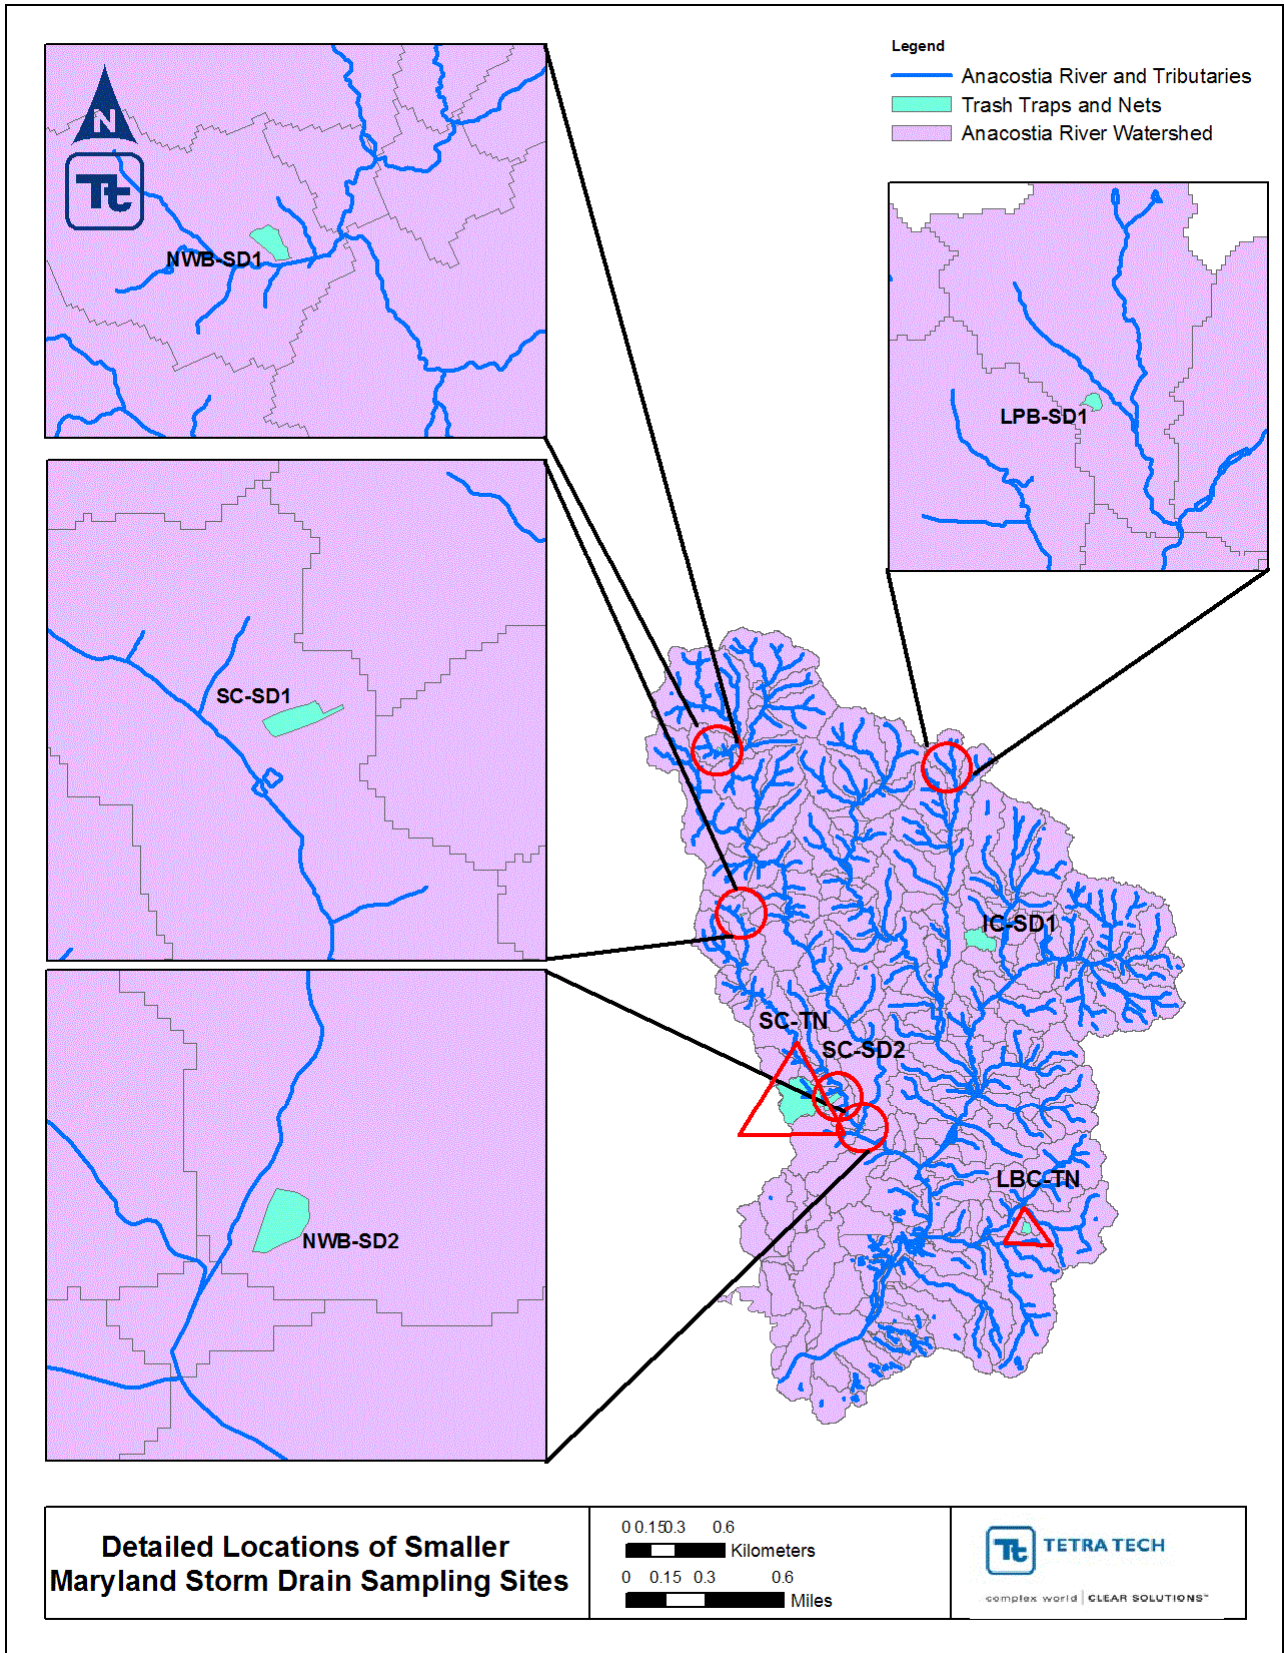 Legend
Anacostia River and Tributaries
Trash Traps and Nets
Anacostia River Watershed
N
Tt
NWB-SD1
LPB-SD1
SC-SD1
IC-SD1
SC-TN
SC-SD2
LBC-TN
NWB-SD2
Detailed Locations of Smaller
Maryland Storm Drain Sampling Sites
0 0.150.3 0.6
Kilometers
0 0.15 0.3 0.6
Miles
Tt TETRA TECH
complex world | CLEAR SOLUTIONS™